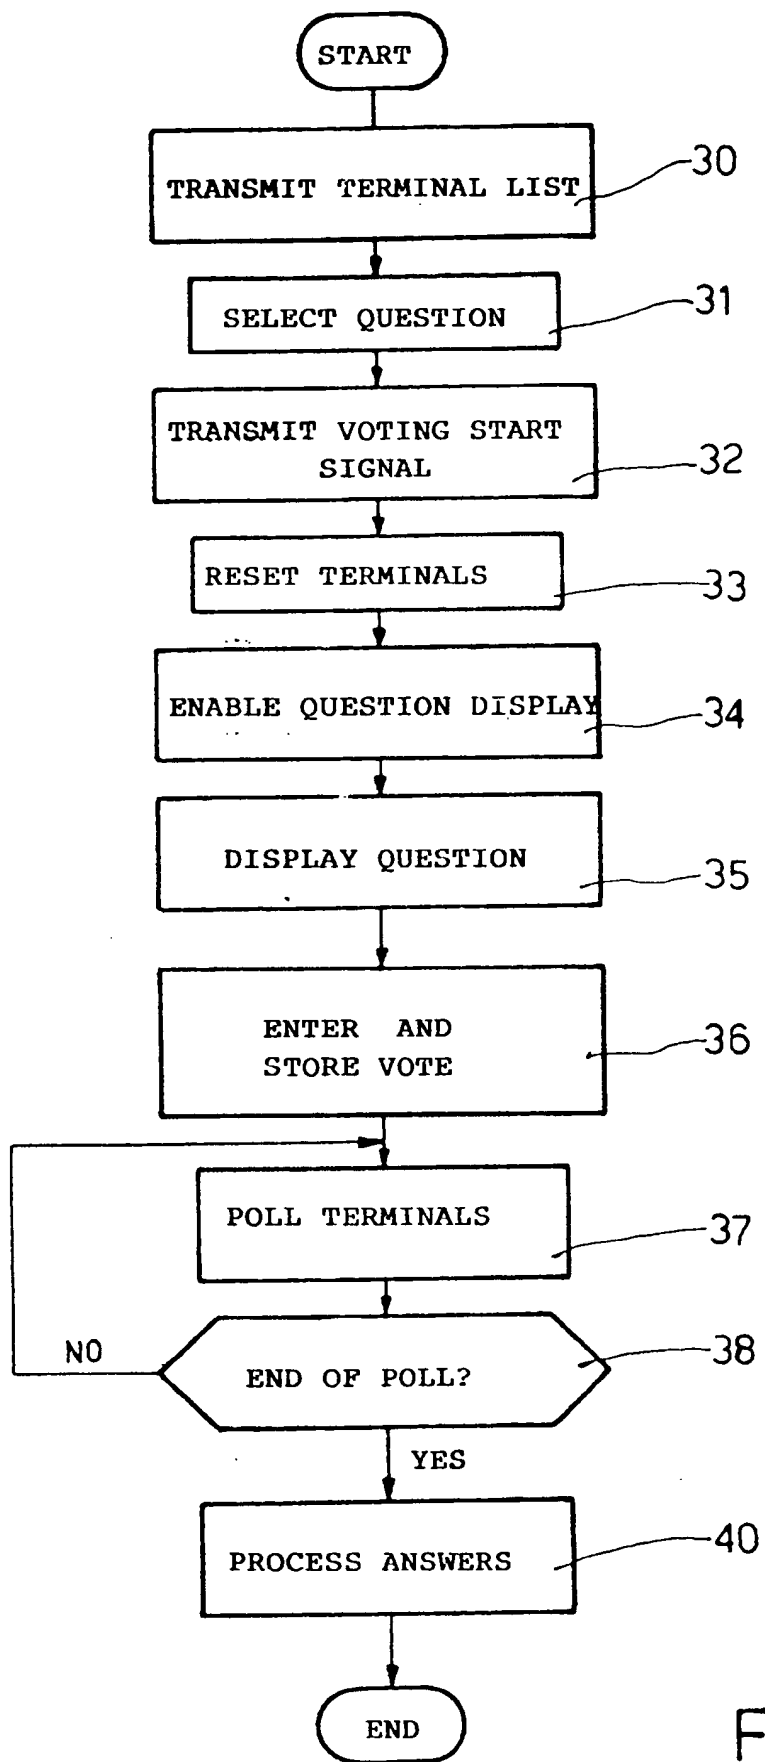 START
TRANSMIT TERMINAL LIST
30
SELECT QUESTION
31
TRANSMIT VOTING START
SIGNAL
32
RESET TERMINALS
33
ENABLE QUESTION DISPLAY
34
DISPLAY QUESTION
35
ENTER AND
STORE VOTE
36
POLL TERMINALS
37
NO
END OF POLL?
38
YES
PROCESS ANSWERS
40
END
F